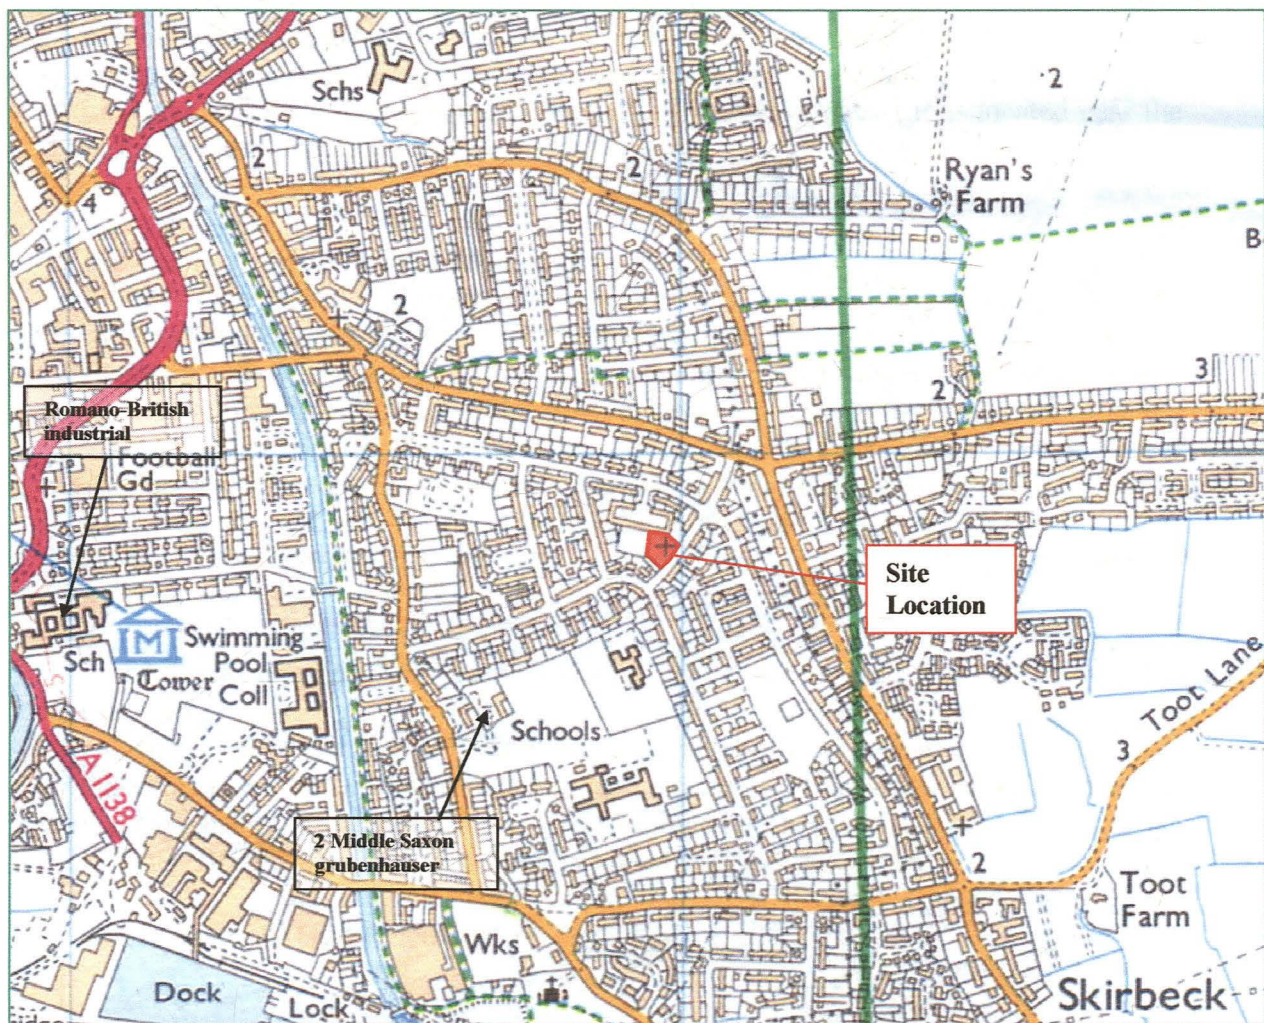 Schs
2
2
2
Ryan's
Farm
4
2
B
3
2
Romano-British
industrial
Football
Gd
Site
Location
Swimming
Pool
Sch
M
Tower
Coll
Schools
Toot Lane
3
A1138
2 Middle Saxon
grubenhauser
2
Toot
Farm
Wks
Dock
Lock
Skirbeck